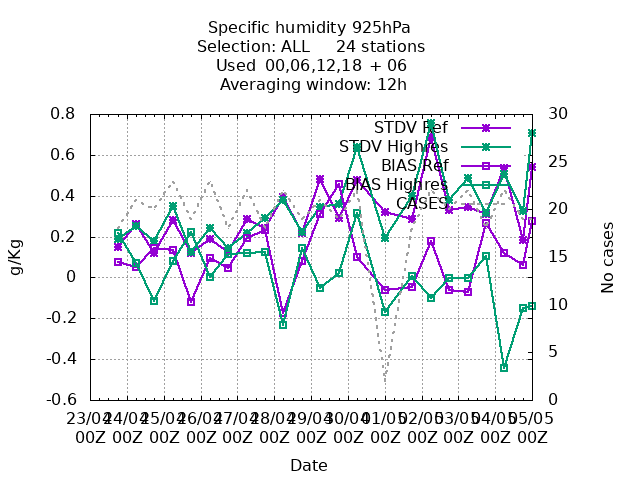 Specific humidity 925hPa
Selection: ALL 24 stations
Used 00,06,12,18 + 06
Averaging window: 12h
0.8
0.6
0.4
0.2
0
-0.2
-0.4
-0.6
g/Kg
30
25
20
15
10
5
0
No cases
STDV Ref
STDV Highres
BIAS Ref
BIAS Highres
CASES
23/04 24/04 25/04 26/04 27/04 28/04 29/04 30/04 01/05 02/05 03/05 04/05 05/05
00Z 00Z 00Z 00Z 00Z 00Z 00Z 00Z 00Z 00Z 00Z 00Z 00Z
Date